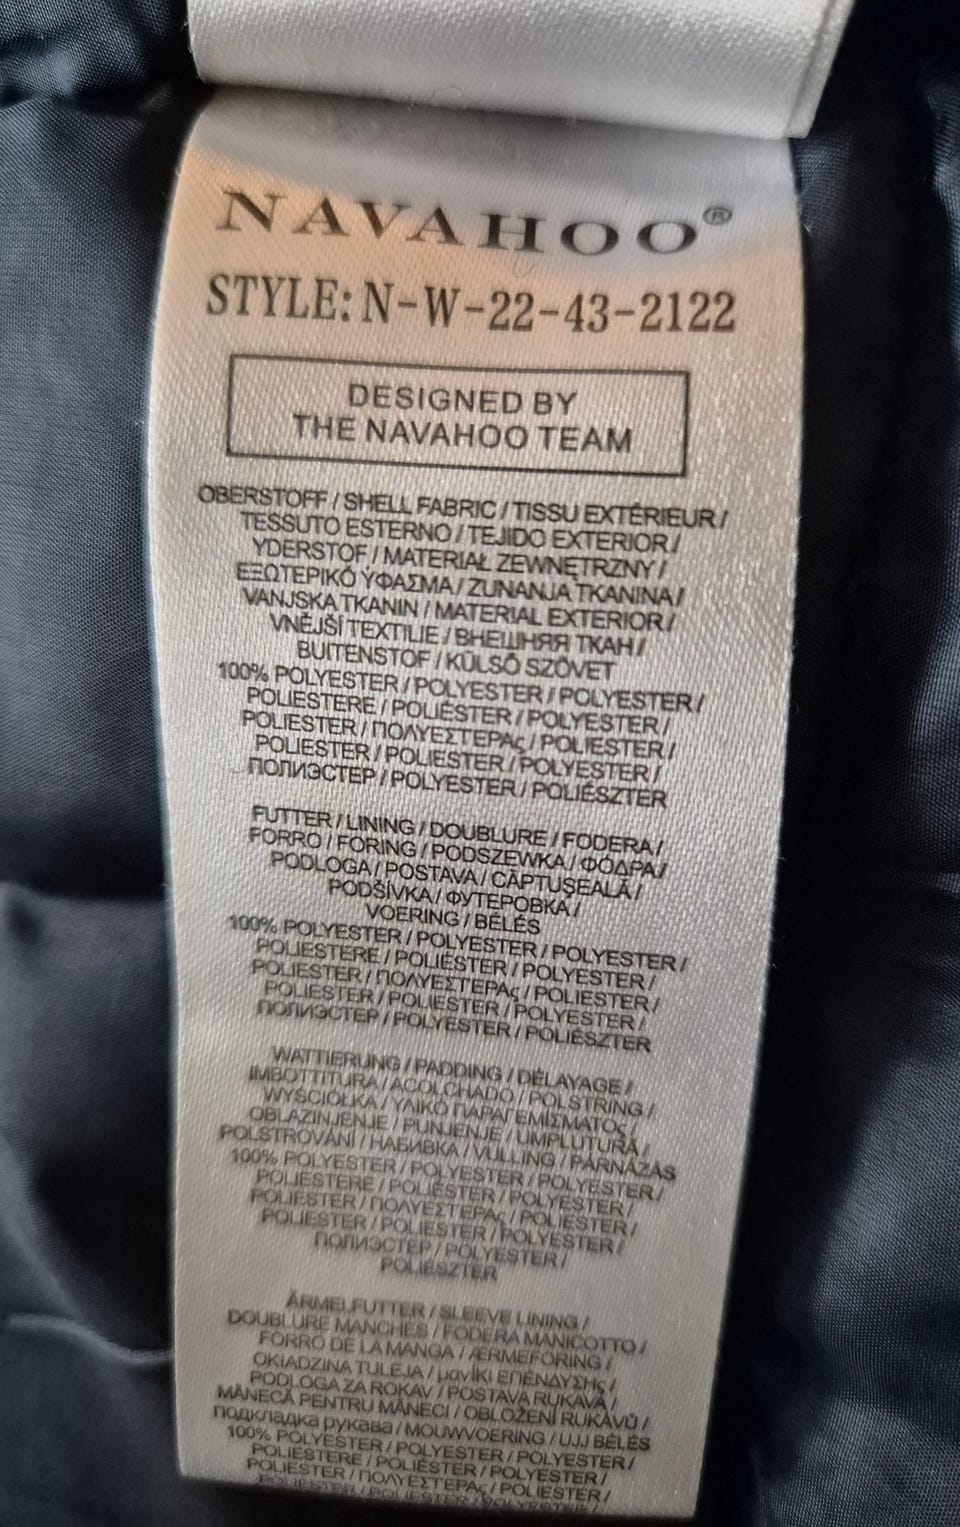 NAVAHOO®
STYLE: N-W-22-43-2122
DESIGNED BY
THE NAVAHOO TEAM
OBERSTOFF / SHELL FABRIC / TISSU EXTÉRIEUR /
TESSUTO ESTERNO / TEJIDO EXTERIOR /
YDERSTOF / MATERIAŁ ZEWNĘTRZNY /
ΕΞΩΤΕΡΙΚΌ ΎΦΑΣΜΑ / ZUNANJA TKANINA /
VANJSKA TKANIN / MATERIAL EXTERIOR /
VNĚJŠÍ TEXTILIE / ВНЕШНЯЯ ТКАН /
BUITENSTOF / KÜLSŐ SZÖVET
100% POLYESTER / POLYESTER / POLYESTER /
POLIESTERE / POLIÉSTER / POLYESTER /
POLIESTER / ΠΟΛΥΕΣΤΕΡΑς / POLIESTER /
POLIESTER / POLIESTER / POLYESTER /
ПОЛИЭСТЕР / POLYESTER / POLIÉSZTER
FUTTER / LINING / DOUBLURE / FODERA /
FORRO / FORING / PODSZEWKA / ΦΌΔΡΑ /
PODLOGA / POSTAVA / CĂPTUŞEALĂ /
PODŠÍVKA / ФУТЕРОВКА /
VOERING / BÉLÉS
100% POLYESTER / POLYESTER / POLYESTER /
POLIESTERE / POLIÉSTER / POLYESTER /
POLIESTER / ΠΟΛΥΕΣΤΕΡΑς / POLIESTER /
POLIESTER / POLIESTER / POLYESTER /
ПОЛИЭСТЕР / POLYESTER / POLIÉSZTER
WATTIERUNG / PADDING / DÉLAYAGE /
IMBOTTITURA / ACOLCHADO / POLSTRING /
WYŚCIÓŁKA / ΥΛΙΚΌ ΠΑΡΑΓΕΜΙΣΜΑΤΟς /
OBLAZINJENJE / PUNJENJE / UMPLUTURĂ /
POLSTROVÁNÍ / НАБИВКА / VULLING / PÁRNÁZÁS
100% POLYESTER / POLYESTER / POLYESTER /
POLIESTERE / POLIÉSTER / POLYESTER /
POLIESTER / ΠΟΛΥΕΣΤΕΡΑς / POLIESTER /
POLIESTER / POLIESTER / POLYESTER /
ПОЛИЭСТЕР / POLYESTER /
POLIÉSZTER
ÄRMELFUTTER / SLEEVE LINING /
DOUBLURE MANCHES / FODERA MANICOTTO /
FORRO DE LA MANGA / ÆRMEFORING /
OKIADZINA TULEJA / μανίΚΙ ΕΠΈΝΔΥΣΗς /
PODLOGA ZA ROKAV / POSTAVA RUKAVA /
MÂNECĂ PENTRU MÂNECI / OBLOŽENÍ RUKÁVŮ /
подкладка рукава / MOUWVOERING / UJJ BÉLÉS
100% POLYESTER / POLYESTER / POLYESTER /
POLIESTERE / POLIÉSTER / POLYESTER /
POLIESTER / ΠΟΛΥΕΣΤΕΡΑς / POLIESTER /
POLIESTER / POLIESTER / POLYESTER /